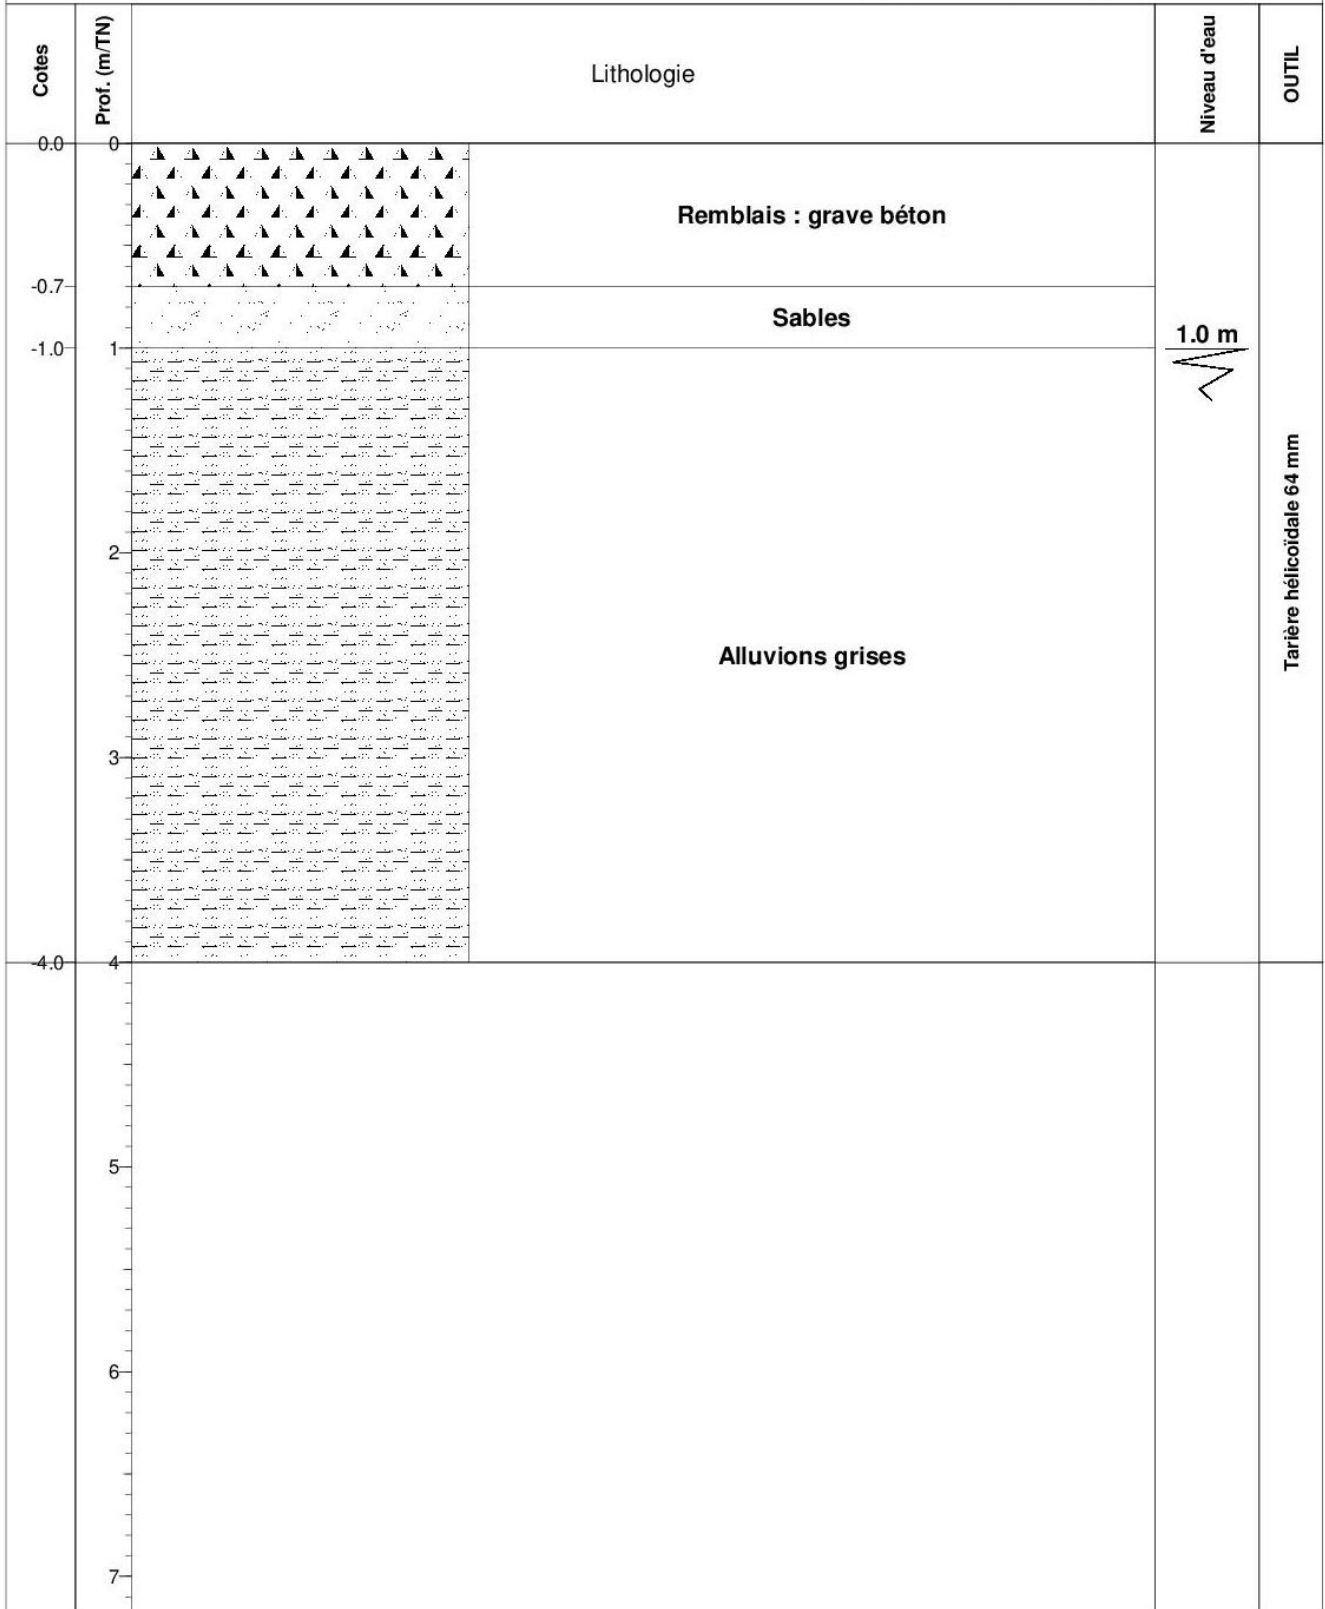 Cotes
Prof. (m/TN)
Lithologie
Niveau d'eau
OUTIL
0.0
0
Remblais : grave béton
-0.7
Sables
1.0 m
-1.0
1
2
Tarière hélicoïdale 64 mm
Alluvions grises
3
-4.0
4
5
6
7